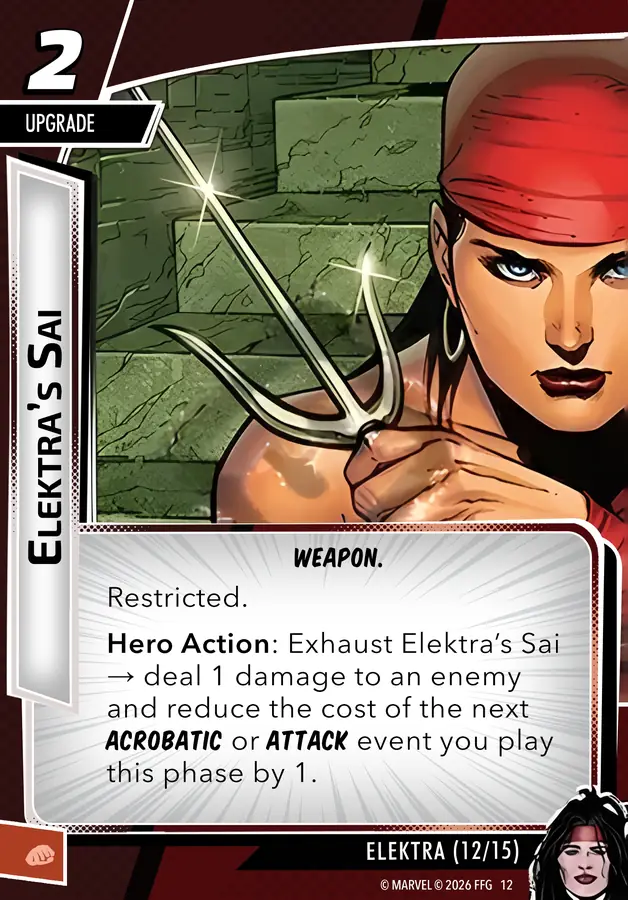 2
UPGRADE
Elektra's Sai
WEAPON.
Restricted.
Hero Action: Exhaust Elektra's Sai
→ deal 1 damage to an enemy
and reduce the cost of the next
ACROBATIC or ATTACK event you play
this phase by 1.
ELEKTRA (12/15)
© MARVEL © 2026 FFG 12